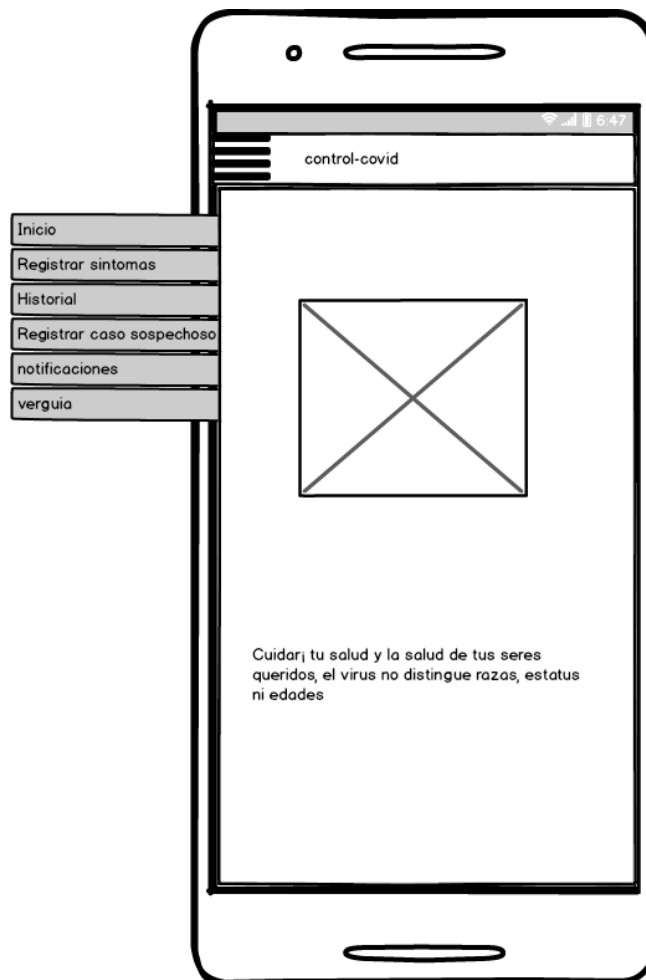 6:47
control-covid
Inicio
Registrar sintomas
Historial
Registrar caso sospechoso
notificaciones
verguia
Cuidar¡ tu salud y la salud de tus seres
queridos, el virus no distingue razas, estatus
ni edades